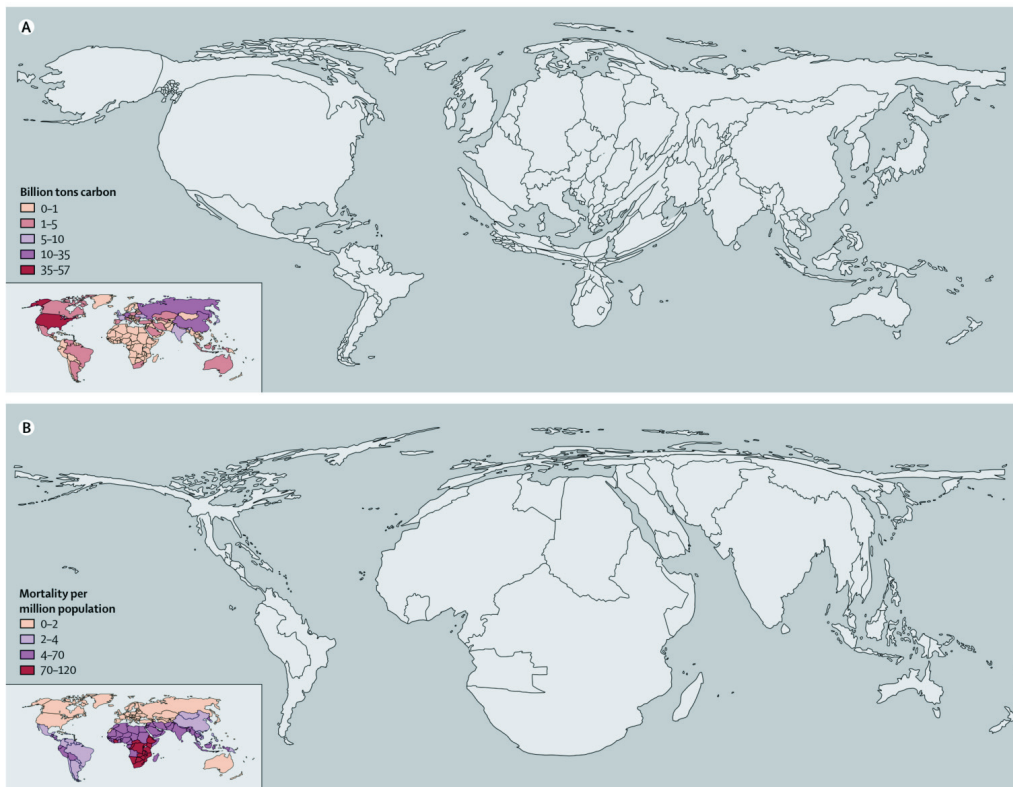 A
Billion tons carbon
0–1
1–5
5–10
10–35
35–57
B
Mortality per
million population
0–2
2–4
4–70
70–120